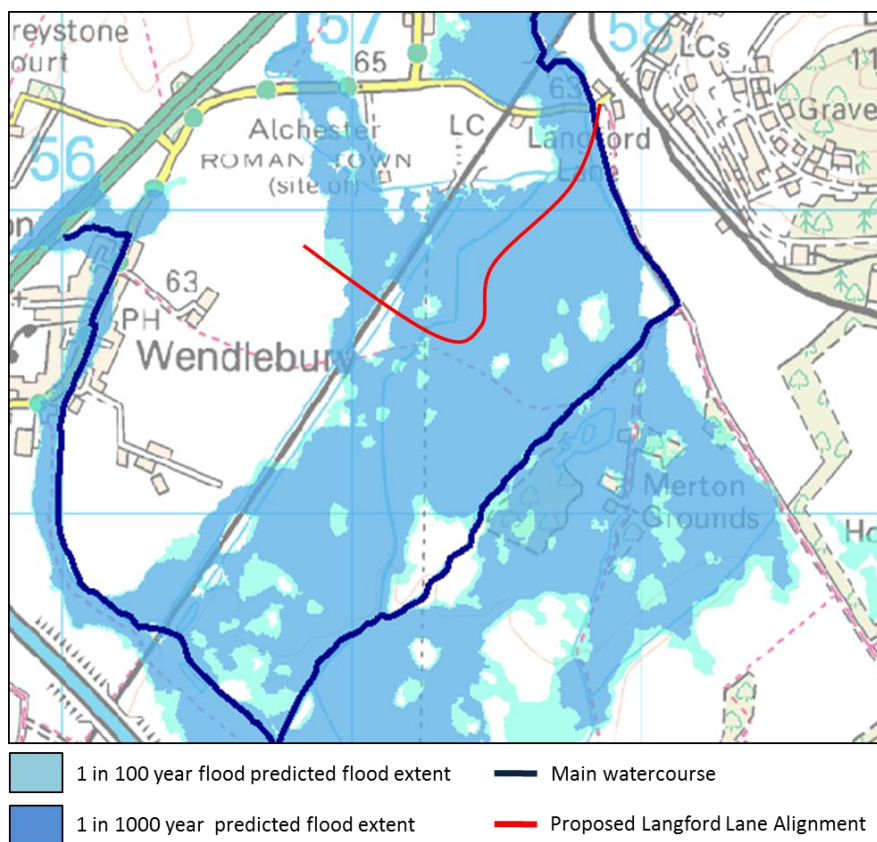 57
58
reystone
ourt
65
LCs
63
Grave
Alchester
LC
Langford
56
ROMAN TOWN
Lane
(site of)
on
63
PH
Wendlebury
Merton
Grounds
Ho
1 in 100 year flood predicted flood extent
Main watercourse
1 in 1000 year predicted flood extent
Proposed Langford Lane Alignment